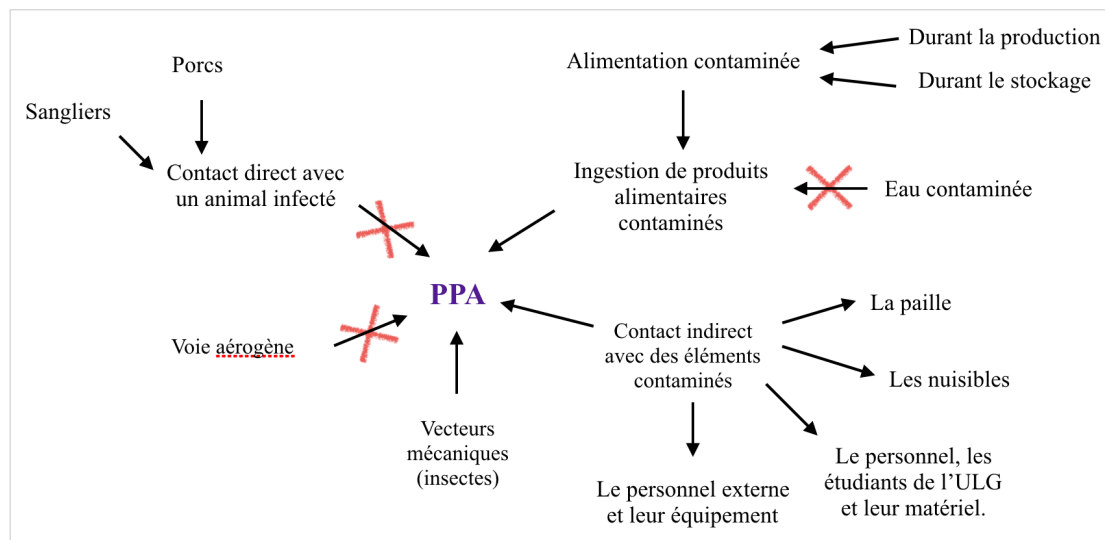 Porcs
Sangliers
Contact direct avec
un animal infecté
Alimentation contaminée
Durant la production
Durant le stockage
Ingestion de produits
alimentaires
contaminés
Eau contaminée
PPA
Voie aérogène
Vecteurs
mécaniques
(insectes)
Contact indirect
avec des éléments
contaminés
La paille
Les nuisibles
Le personnel, les
étudiants de l’ULG
et leur matériel.
Le personnel externe
et leur équipement